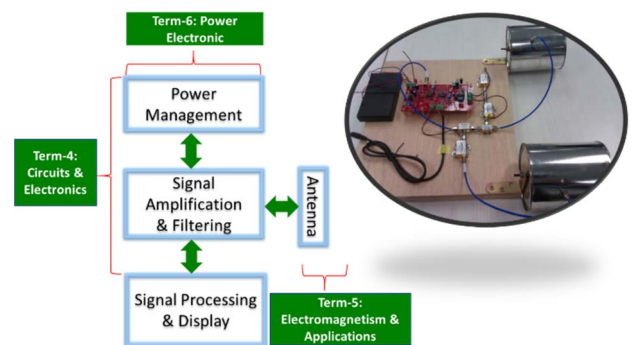 Term-6: Power
Electronic
Power
Management
Term-4:
Circuits &
Electronics
Signal
Amplification
& Filtering
Antenna
Signal Processing
& Display
Term-5:
Electromagnetism &
Applications